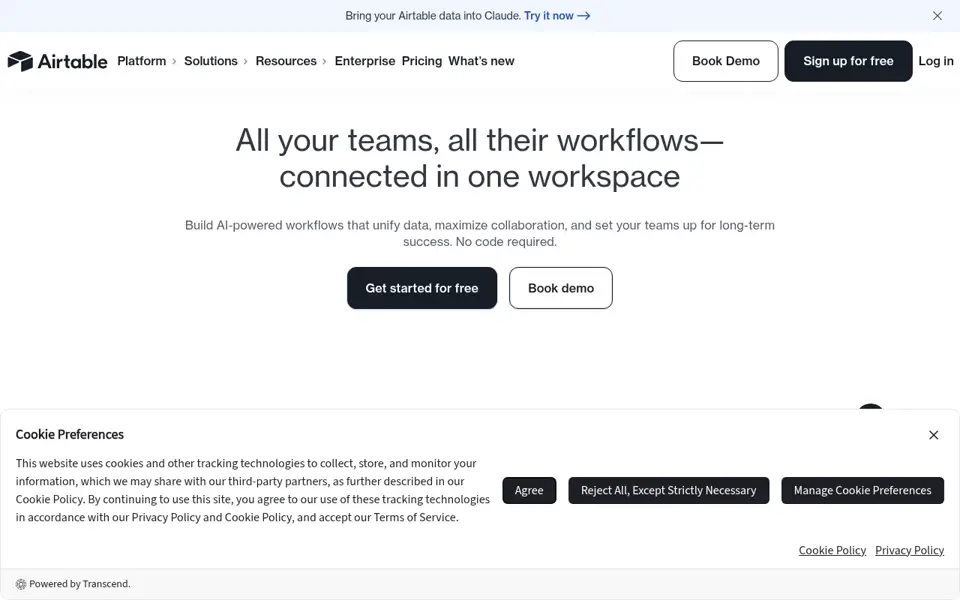 Bring your Airtable data into Claude. Try it now →
Airtable Platform Solutions Resources Enterprise Pricing What's new Book Demo Sign up for free Log in
All your teams, all their workflows—
connected in one workspace
Build AI-powered workflows that unify data, maximize collaboration, and set your teams up for long-term
success. No code required.
Get started for free Book demo
Cookie Preferences
This website uses cookies and other tracking technologies to collect, store, and monitor your
information, which we may share with our third-party partners, as further described in our
Cookie Policy. By continuing to use this site, you agree to our use of these tracking technologies
in accordance with our Privacy Policy and Cookie Policy, and accept our Terms of Service.
Agree Reject All, Except Strictly Necessary Manage Cookie Preferences
Cookie Policy Privacy Policy
Powered by Transcend.